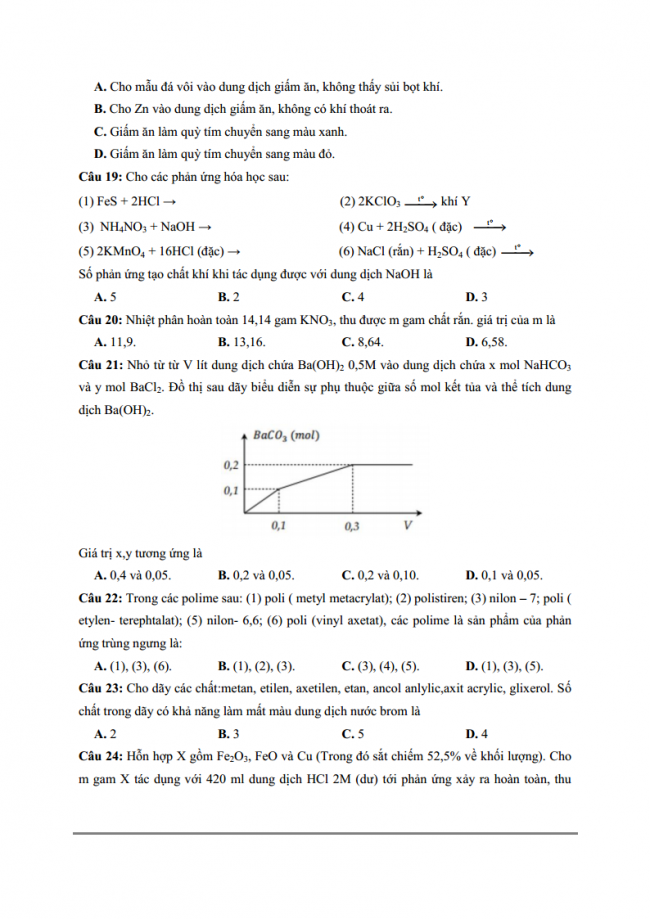 A. Cho mẫu đá vôi vào dung dịch giấm ăn, không thấy sủi bọt khí.
B. Cho Zn vào dung dịch giấm ăn, không có khí thoát ra.
C. Giấm ăn làm quỳ tím chuyển sang màu xanh.
D. Giấm ăn làm quỳ tím chuyển sang màu đỏ.
Câu 19: Cho các phản ứng hóa học sau:
(1) FeS + 2HCl → (2) 2KClO₃ —t°→ khí Y
(3) NH₄NO₃ + NaOH → (4) Cu + 2H₂SO₄ ( đặc) —t°→
(5) 2KMnO₄ + 16HCl (đặc) → (6) NaCl (rắn) + H₂SO₄ ( đặc) —t°→
Số phản ứng tạo chất khí khi tác dụng được với dung dịch NaOH là
A. 5 B. 2 C. 4 D. 3
Câu 20: Nhiệt phân hoàn toàn 14,14 gam KNO₃, thu được m gam chất rắn. giá trị của m là
A. 11,9. B. 13,16. C. 8,64. D. 6,58.
Câu 21: Nhỏ từ từ V lít dung dịch chứa Ba(OH)₂ 0,5M vào dung dịch chứa x mol NaHCO₃
và y mol BaCl₂. Đồ thị sau dãy biểu diễn sự phụ thuộc giữa số mol kết tủa và thể tích dung
dịch Ba(OH)₂.
BaCO₃ (mol)
0,2
0,1
0,1 0,3 V
Giá trị x,y tương ứng là
A. 0,4 và 0,05. B. 0,2 và 0,05. C. 0,2 và 0,10. D. 0,1 và 0,05.
Câu 22: Trong các polime sau: (1) poli ( metyl metacrylat); (2) polistiren; (3) nilon – 7; poli (
etylen- terephtalat); (5) nilon- 6,6; (6) poli (vinyl axetat), các polime là sản phẩm của phản
ứng trùng ngưng là:
A. (1), (3), (6). B. (1), (2), (3). C. (3), (4), (5). D. (1), (3), (5).
Câu 23: Cho dãy các chất:metan, etilen, axetilen, etan, ancol anlylic,axit acrylic, glixerol. Số
chất trong dãy có khả năng làm mất màu dung dịch nước brom là
A. 2 B. 3 C. 5 D. 4
Câu 24: Hỗn hợp X gồm Fe₂O₃, FeO và Cu (Trong đó sắt chiếm 52,5% về khối lượng). Cho
m gam X tác dụng với 420 ml dung dịch HCl 2M (dư) tới phản ứng xảy ra hoàn toàn, thu